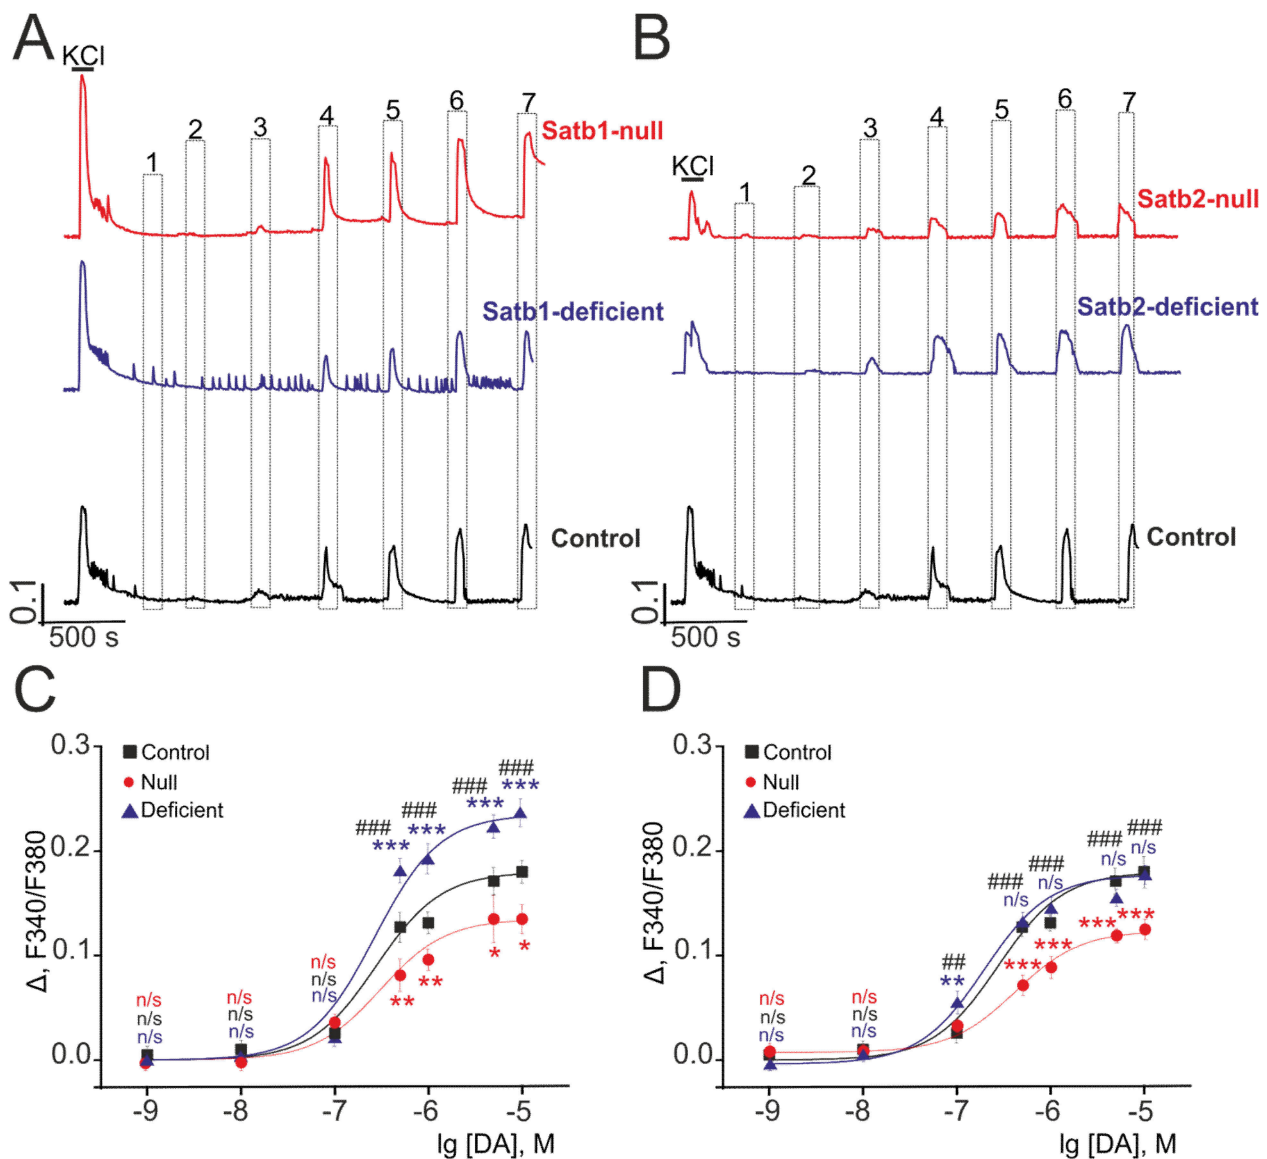 A
KCl
1
2
3
4
5
6
7
Satb1-null
Satb1-deficient
Control
0.1
500 s
B
KCl
1
2
3
4
5
6
7
Satb2-null
Satb2-deficient
Control
0.1
500 s
C
Δ, F340/F380
0.3
0.2
0.1
0.0
Control
Null
Deficient
n/s
n/s
n/s
n/s
n/s
n/s
n/s
n/s
n/s
###
***
###
***
###
***
###
***
**
**
*
*
-9
-8
-7
-6
-5
lg [DA], M
D
Δ, F340/F380
0.3
0.2
0.1
0.0
Control
Null
Deficient
n/s
n/s
n/s
n/s
n/s
n/s
##
**
###
n/s
###
n/s
###
n/s
###
n/s
***
***
***
***
-9
-8
-7
-6
-5
lg [DA], M